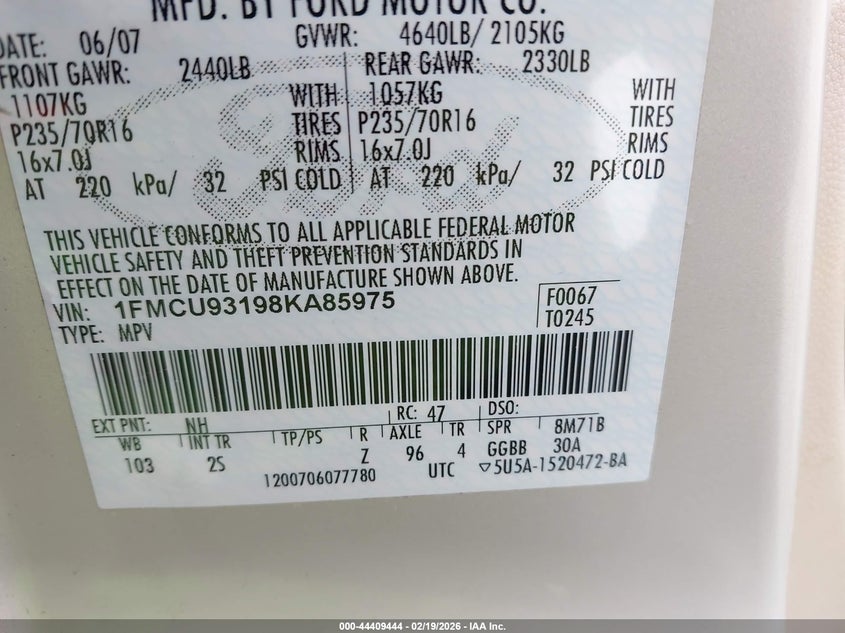 MFD. BY FORD MOTOR CO.
DATE: 06/07 GVWR: 4640LB/ 2105KG
FRONT GAWR: 2440LB REAR GAWR: 2330LB
1107KG WITH 1057KG WITH
P235/70R16 TIRES P235/70R16 TIRES
16x7.0J RIMS 16x7.0J RIMS
AT 220 kPa/ 32 PSI COLD AT 220 kPa/ 32 PSI COLD
Ford
THIS VEHICLE CONFORMS TO ALL APPLICABLE FEDERAL MOTOR
VEHICLE SAFETY AND THEFT PREVENTION STANDARDS IN
EFFECT ON THE DATE OF MANUFACTURE SHOWN ABOVE.
VIN: 1FMCU93198KA85975 F0067
TYPE: MPV T0245
EXT PNT: NH RC: 47 DSO:
WB INT TR TP/PS R AXLE TR SPR 8M71B
103 2S Z 96 4 GGBB 30A
1200706077780 UTC ▽5U5A-1520472-BA
000-44409444 - 02/19/2026 - IAA Inc.